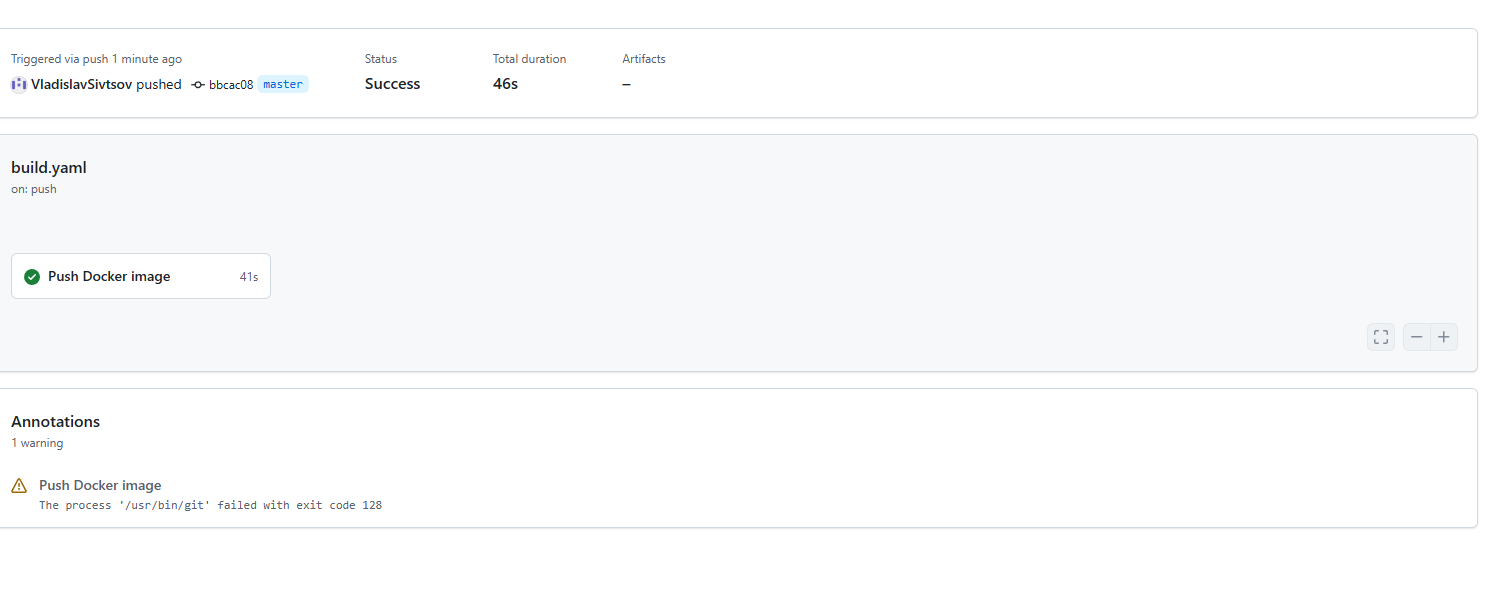 Triggered via push 1 minute ago
VladislavSivtsov pushed bbcac08 master
Status
Success
Total duration
46s
Artifacts
–
build.yaml
on: push
Push Docker image 41s
Annotations
1 warning
Push Docker image
The process '/usr/bin/git' failed with exit code 128